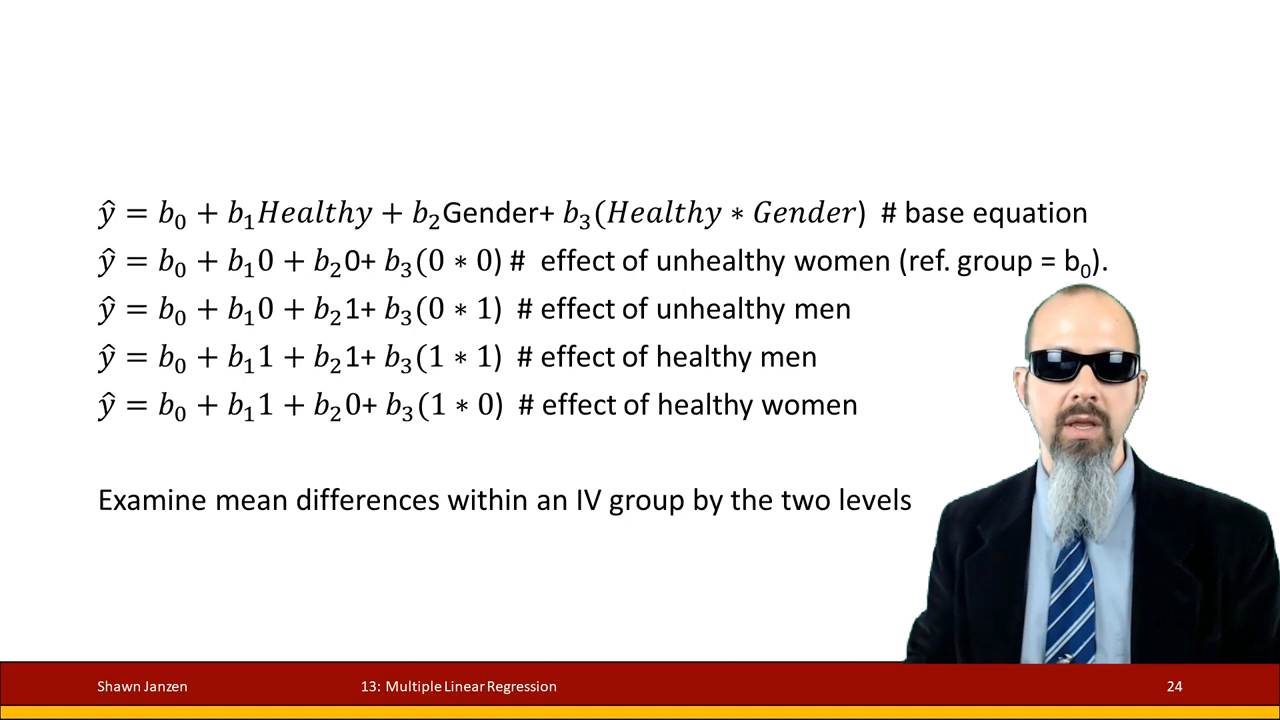 ŷ = b₀ + b₁Healthy + b₂Gender+ b₃(Healthy ∗ Gender) # base equation
ŷ = b₀ + b₁0 + b₂0+ b₃(0 ∗ 0) # effect of unhealthy women (ref. group = b₀).
ŷ = b₀ + b₁0 + b₂1+ b₃(0 ∗ 1) # effect of unhealthy men
ŷ = b₀ + b₁1 + b₂1+ b₃(1 ∗ 1) # effect of healthy men
ŷ = b₀ + b₁1 + b₂0+ b₃(1 ∗ 0) # effect of healthy women
Examine mean differences within an IV group by the two levels
Shawn Janzen
13: Multiple Linear Regression
24